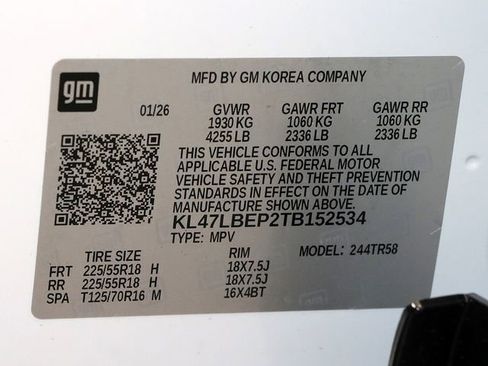 gm
MFD BY GM KOREA COMPANY
01/26 GVWR GAWR FRT GAWR RR
1930 KG 1060 KG 1060 KG
4255 LB 2336 LB 2336 LB
THIS VEHICLE CONFORMS TO ALL
APPLICABLE U.S. FEDERAL MOTOR
VEHICLE SAFETY AND THEFT PREVENTION
STANDARDS IN EFFECT ON THE DATE OF
MANUFACTURE SHOWN ABOVE.
KL47LBEP2TB152534
TYPE: MPV MODEL: 244TR58
TIRE SIZE RIM
FRT 225/55R18 H 18X7.5J
RR 225/55R18 H 18X7.5J
SPA T125/70R16 M 16X4BT